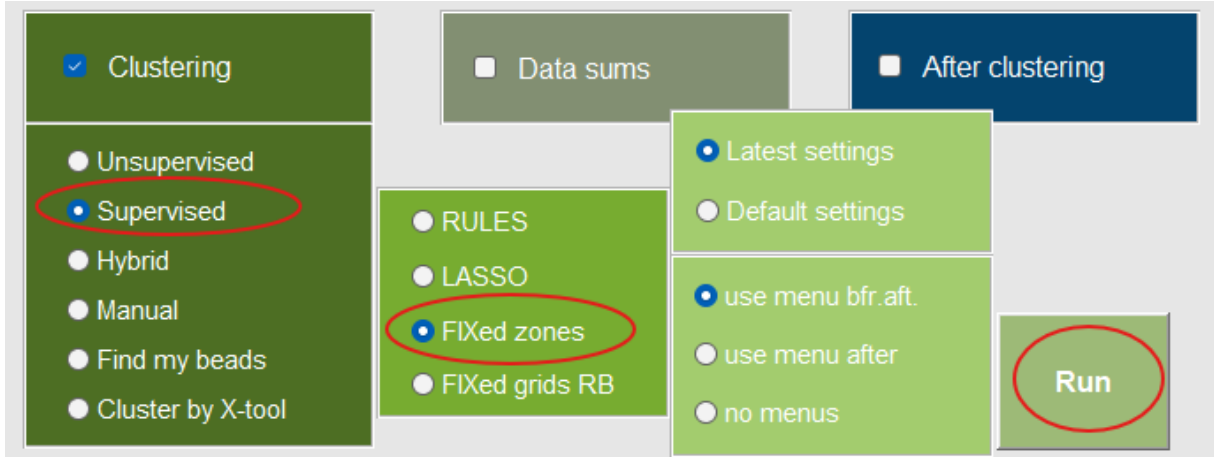 Clustering
Data sums
After clustering
Unsupervised
Supervised
Hybrid
Manual
Find my beads
Cluster by X-tool
RULES
LASSO
FIXed zones
FIXed grids RB
Latest settings
Default settings
use menu bfr.aft.
use menu after
no menus
Run